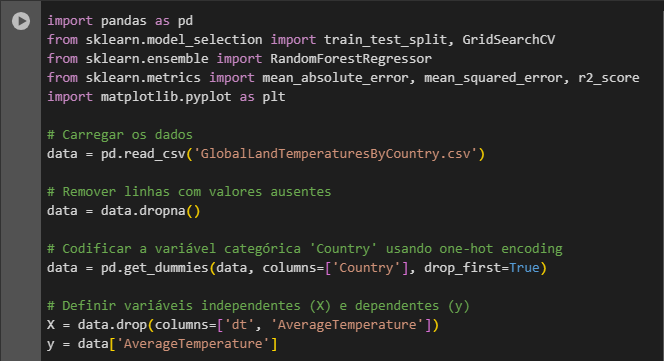 import pandas as pd
from sklearn.model_selection import train_test_split, GridSearchCV
from sklearn.ensemble import RandomForestRegressor
from sklearn.metrics import mean_absolute_error, mean_squared_error, r2_score
import matplotlib.pyplot as plt
# Carregar os dados
data = pd.read_csv('GlobalLandTemperaturesByCountry.csv')
# Remover linhas com valores ausentes
data = data.dropna()
# Codificar a variável categórica 'Country' usando one-hot encoding
data = pd.get_dummies(data, columns=['Country'], drop_first=True)
# Definir variáveis independentes (X) e dependentes (y)
X = data.drop(columns=['dt', 'AverageTemperature'])
y = data['AverageTemperature']